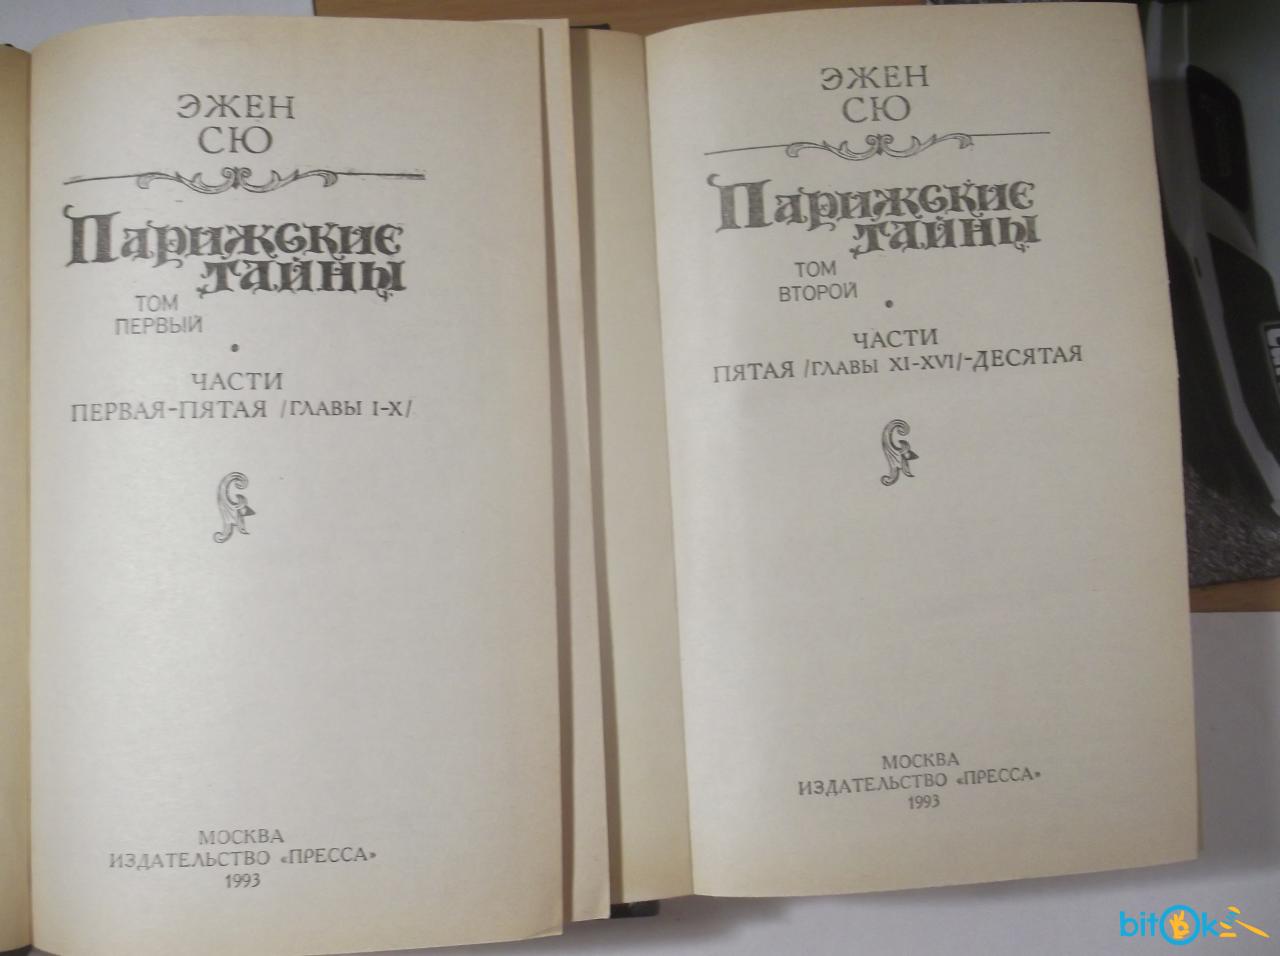 ЭЖЕН
СЮ
Парижские
тайны
ТОМ
ПЕРВЫЙ
ЧАСТИ
ПЕРВАЯ-ПЯТАЯ /ГЛАВЫ I-X/
МОСКВА
ИЗДАТЕЛЬСТВО «ПРЕССА»
1993
ЭЖЕН
СЮ
Парижские
тайны
ТОМ
ВТОРОЙ
ЧАСТИ
ПЯТАЯ /ГЛАВЫ XI-XVI/-ДЕСЯТАЯ
МОСКВА
ИЗДАТЕЛЬСТВО «ПРЕССА»
1993
bitOk